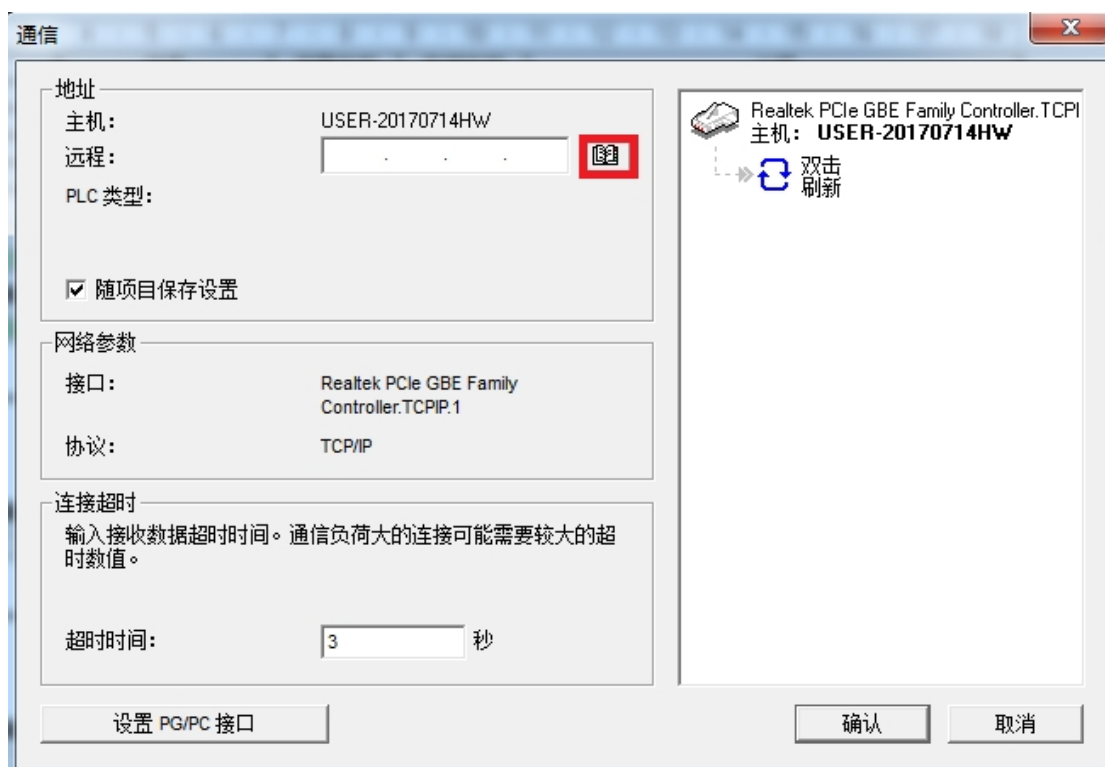 通信
地址
主机： USER-20170714HW
远程： . . .
PLC 类型：
随项目保存设置
网络参数
接口： Realtek PCIe GBE Family
Controller.TCPIP.1
协议： TCP/IP
连接超时
输入接收数据超时时间。通信负荷大的连接可能需要较大的超
时数值。
超时时间： 3 秒
设置 PG/PC 接口
Realtek PCIe GBE Family Controller.TCPI
主机： USER-20170714HW
双击
刷新
确认 取消